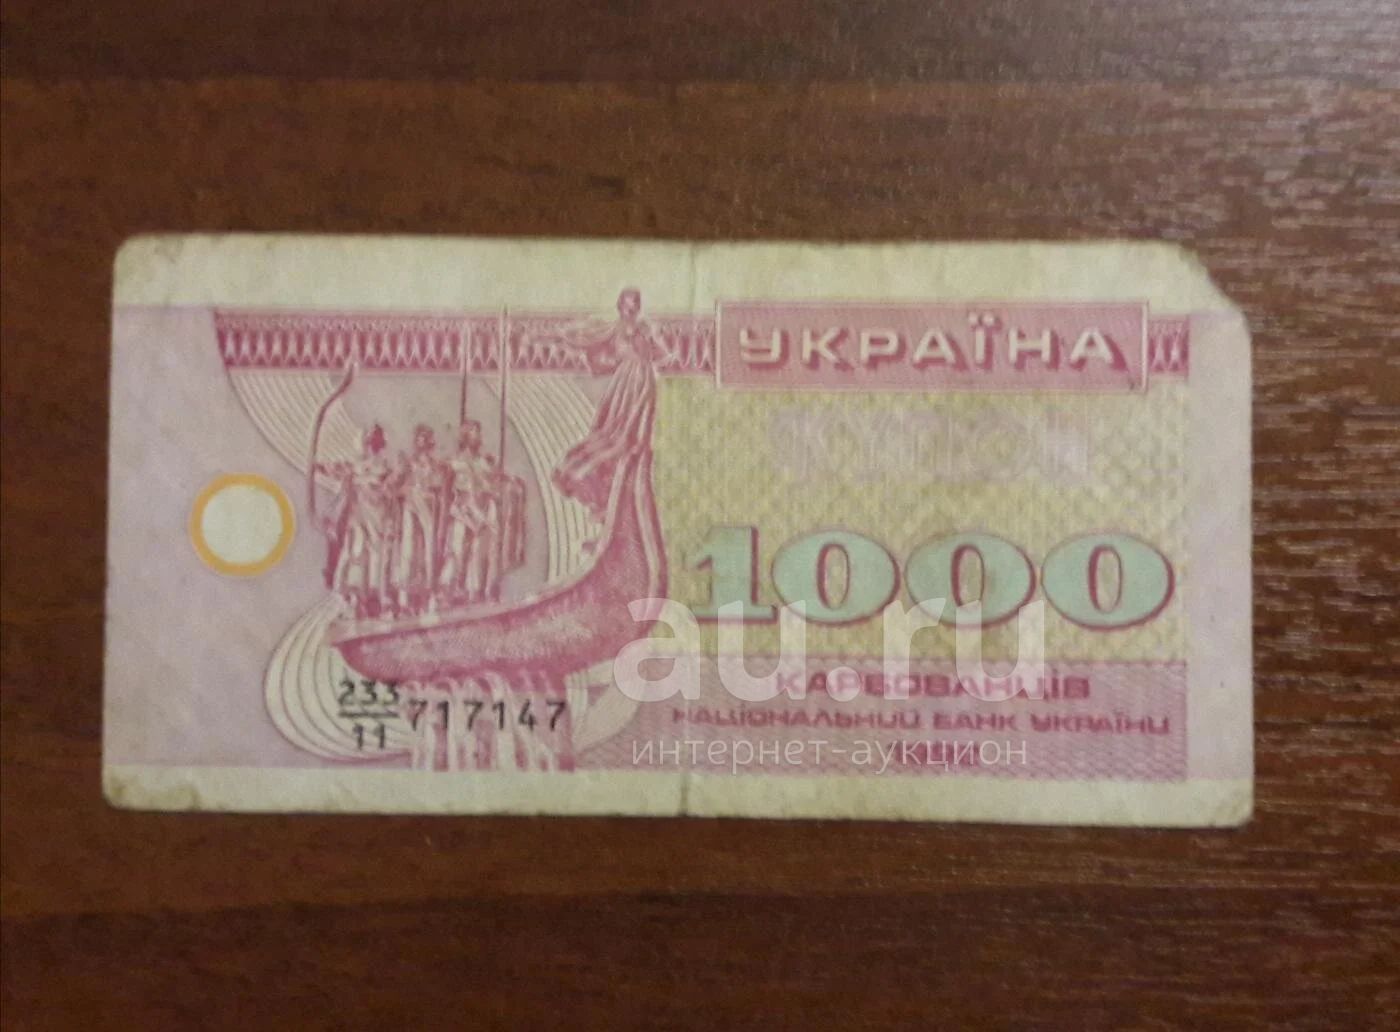 УКРАЇНА
КУПОН
1000
КАРБОВАНЦІВ
НАЦІОНАЛЬНИЙ БАНК УКРАЇНИ
233
11
717147
au.ru
интернет-аукцион